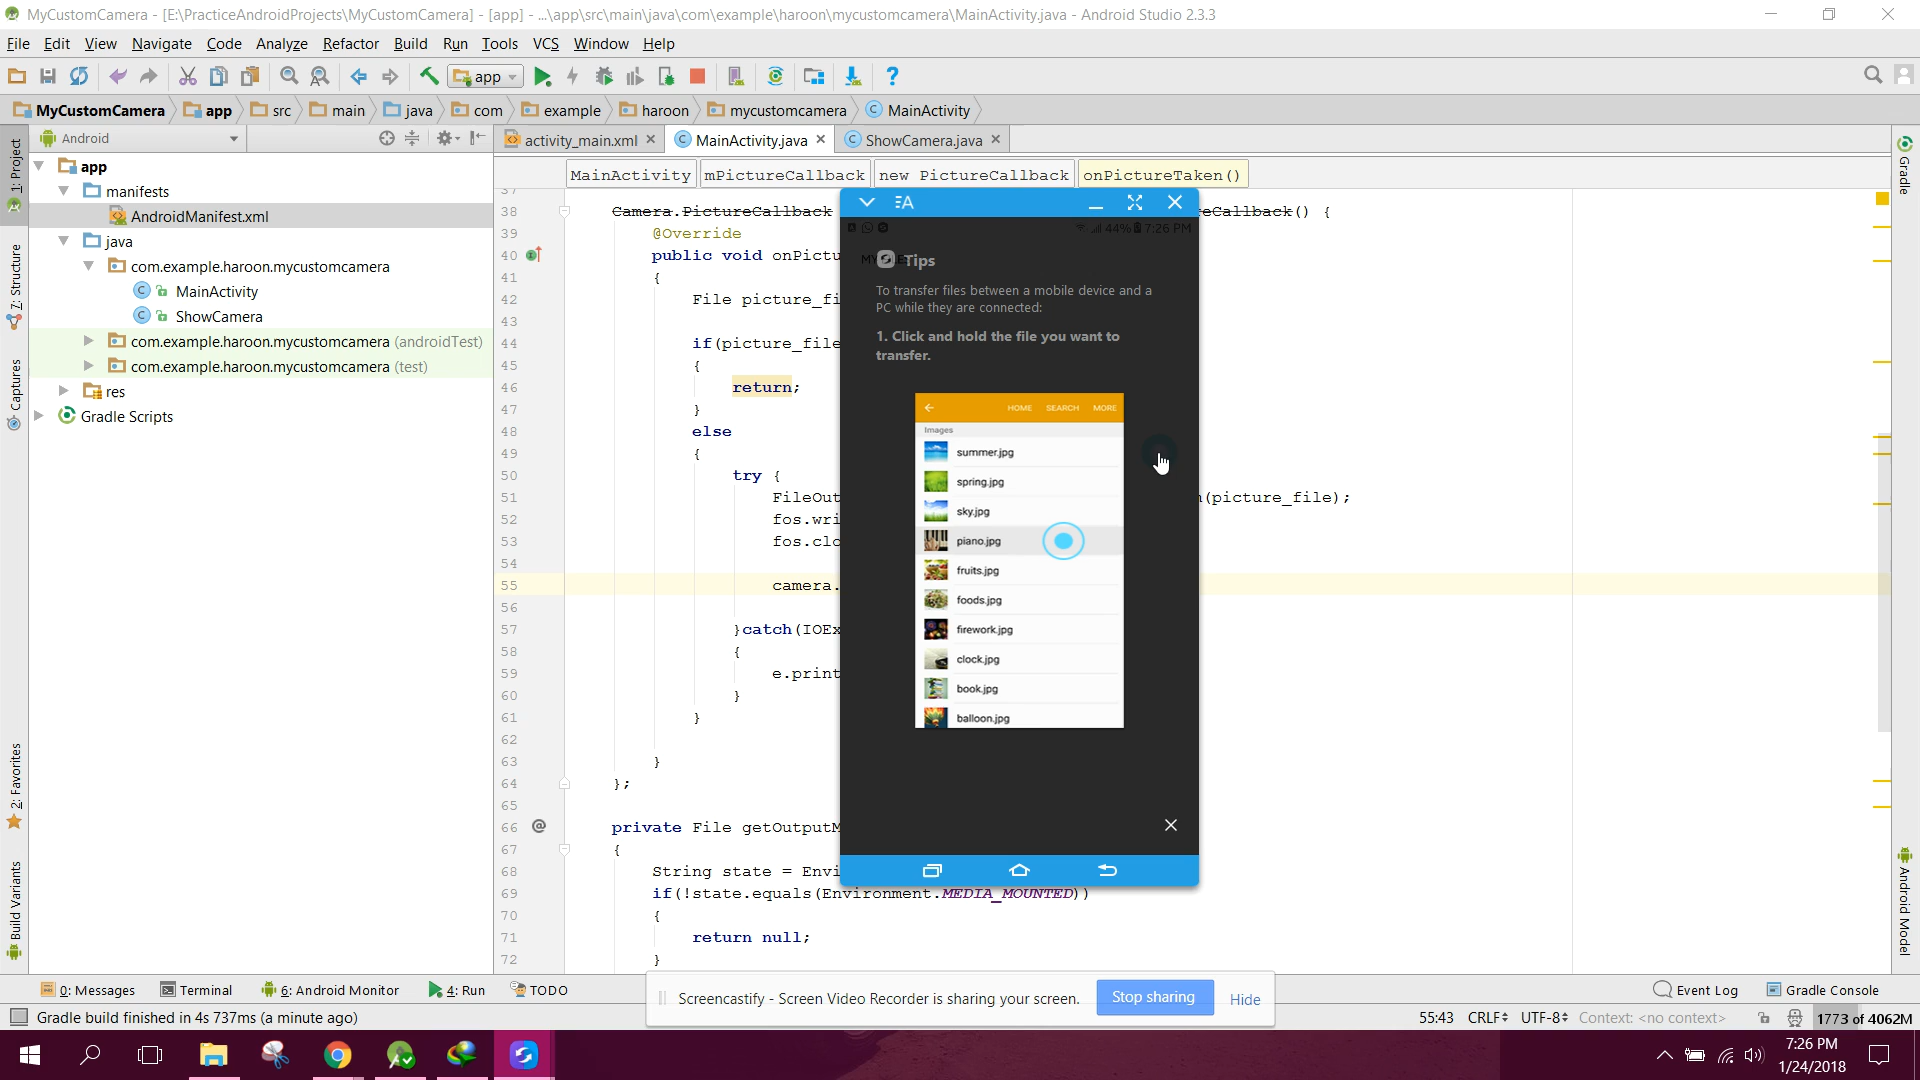 MyCustomCamera - [E:\PracticeAndroidProjects\MyCustomCamera] - [app] - ...\app\src\main\java\com\example\haroon\mycustomcamera\MainActivity.java - Android Studio 2.3.3
File Edit View Navigate Code Analyze Refactor Build Run Tools VCS Window Help
app
MyCustomCamera app src main java com example haroon mycustomcamera MainActivity
Android
activity_main.xml MainActivity.java ShowCamera.java
MainActivity mPictureCallback new PictureCallback onPictureTaken()
1: Project
7: Structure
Captures
2: Favorites
Build Variants
app
manifests
AndroidManifest.xml
java
com.example.haroon.mycustomcamera
MainActivity
ShowCamera
com.example.haroon.mycustomcamera (androidTest)
com.example.haroon.mycustomcamera (test)
res
Gradle Scripts
37
38 Camera.PictureCallback eCallback() {
39 @Override
40 public void onPictu
41 {
42 File picture_fi
43
44 if(picture_file
45 {
46 return;
47 }
48 else
49 {
50 try {
51 FileOut (picture_file);
52 fos.wri
53 fos.clo
54
55 camera.
56
57 }catch(IOEx
58 {
59 e.print
60 }
61 }
62
63 }
64 };
65
66 private File getOutputM
67 {
68 String state = Envi
69 if(!state.equals(Environment.MEDIA_MOUNTED))
70 {
71 return null;
72 }
44% 7:26 PM
Tips
To transfer files between a mobile device and a
PC while they are connected:
1. Click and hold the file you want to
transfer.
HOME SEARCH MORE
Images
summer.jpg
spring.jpg
sky.jpg
piano.jpg
fruits.jpg
foods.jpg
firework.jpg
clock.jpg
book.jpg
balloon.jpg
Gradle
Android Model
0: Messages Terminal 6: Android Monitor 4: Run TODO
Event Log Gradle Console
Screencastify - Screen Video Recorder is sharing your screen. Stop sharing Hide
Gradle build finished in 4s 737ms (a minute ago)
55:43 CRLF UTF-8 Context: <no context> 1773 of 4062M
7:26 PM
1/24/2018